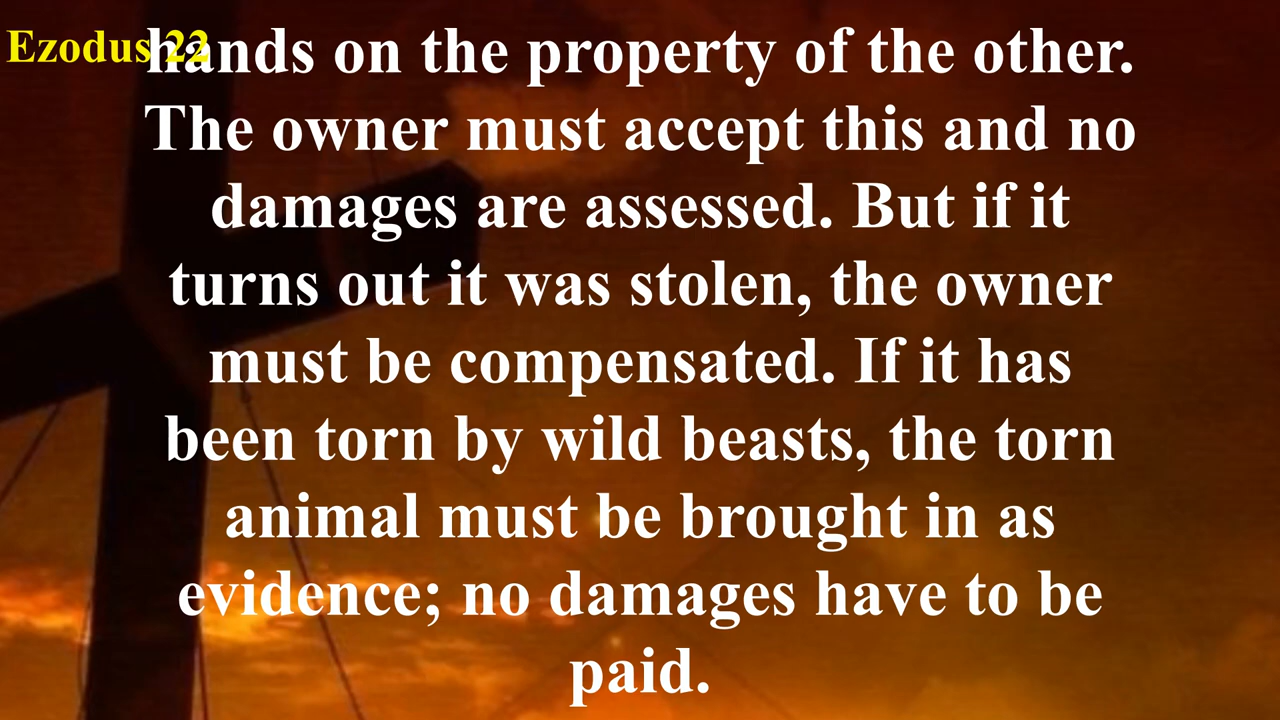 Ezodus 22
hands on the property of the other.
The owner must accept this and no
damages are assessed. But if it
turns out it was stolen, the owner
must be compensated. If it has
been torn by wild beasts, the torn
animal must be brought in as
evidence; no damages have to be
paid.